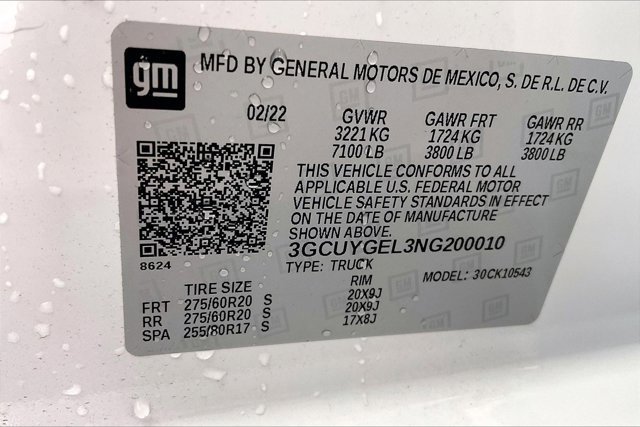 gm
MFD BY GENERAL MOTORS DE MEXICO, S. DE R.L. DE C.V.
02/22 GVWR GAWR FRT GAWR RR
3221 KG 1724 KG 1724 KG
7100 LB 3800 LB 3800 LB
THIS VEHICLE CONFORMS TO ALL
APPLICABLE U.S. FEDERAL MOTOR
VEHICLE SAFETY STANDARDS IN EFFECT
ON THE DATE OF MANUFACTURE
SHOWN ABOVE.
3GCUYGEL3NG200010
8624 TYPE: TRUCK MODEL: 30CK10543
TIRE SIZE RIM
FRT 275/60R20 S 20X9J
RR 275/60R20 S 20X9J
SPA 255/80R17 S 17X8J